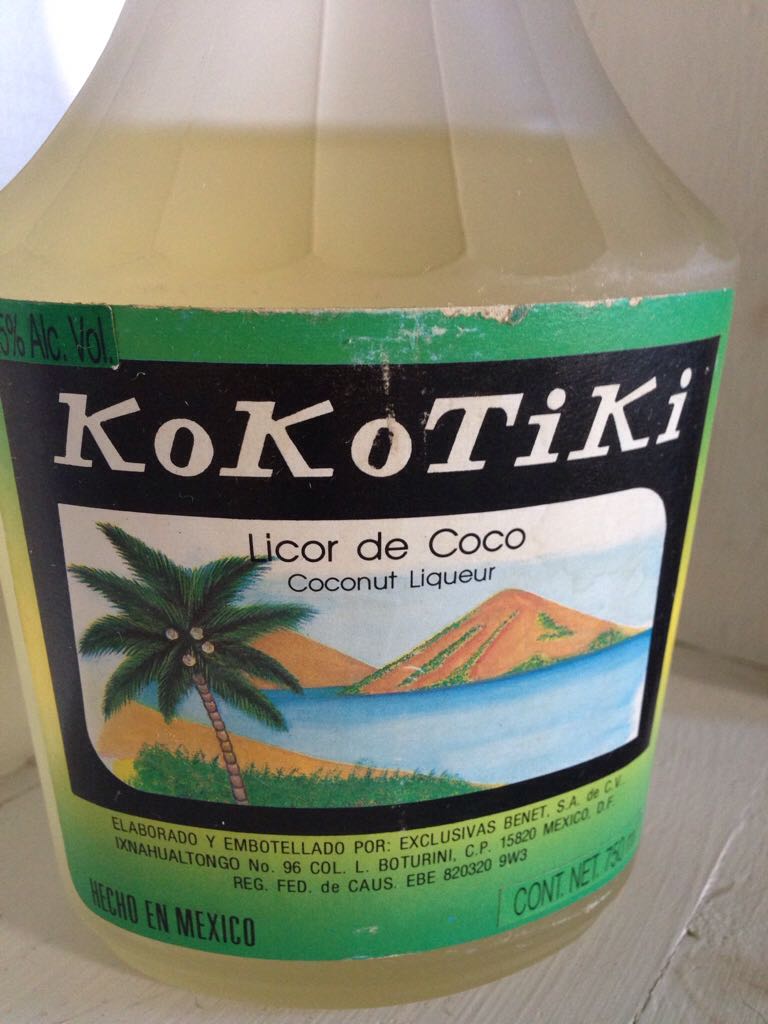 5% Alc. Vol.
KoKoTiKi
Licor de Coco
Coconut Liqueur
ELABORADO Y EMBOTELLADO POR: EXCLUSIVAS BENET, S.A. de C.V.
IXNAHUALTONGO No. 96 COL. L. BOTURINI, C.P. 15820 MEXICO, D.F.
REG. FED. de CAUS. EBE 820320 9W3
HECHO EN MEXICO
CONT. NET. 750